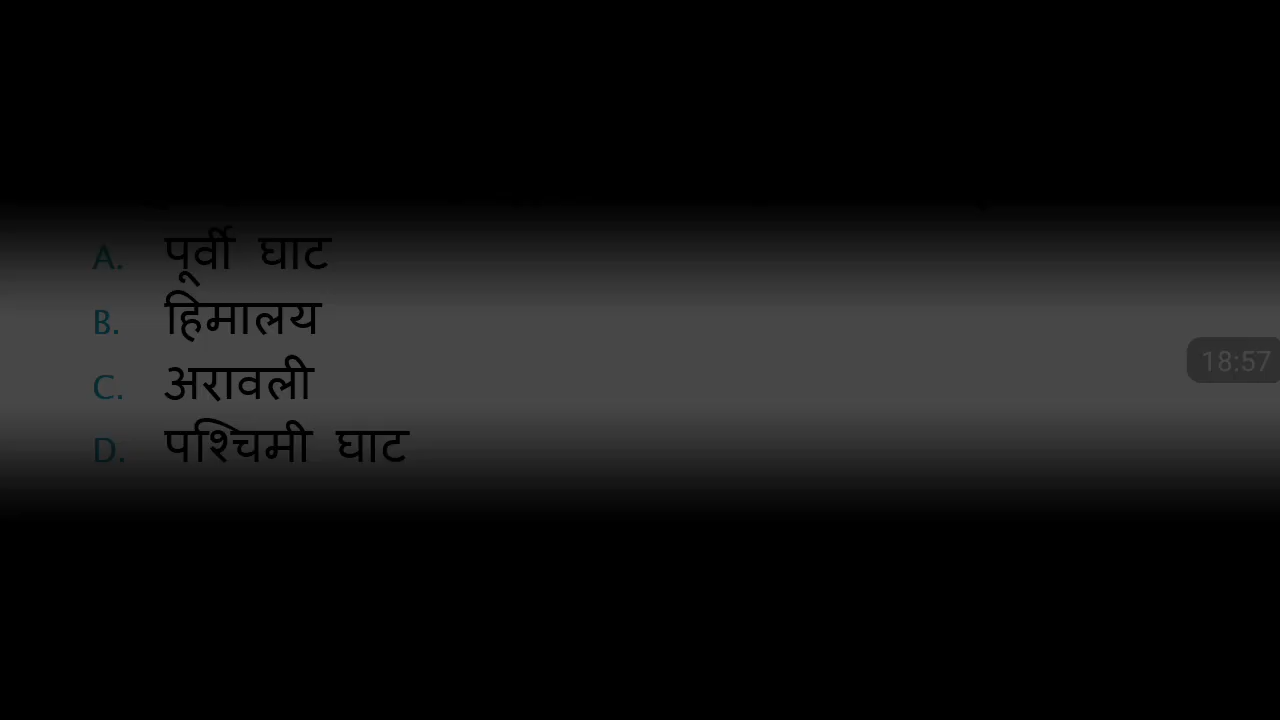 A. पूर्वी घाट
B. हिमालय
18:57
C. अरावली
D. पश्चिमी घाट